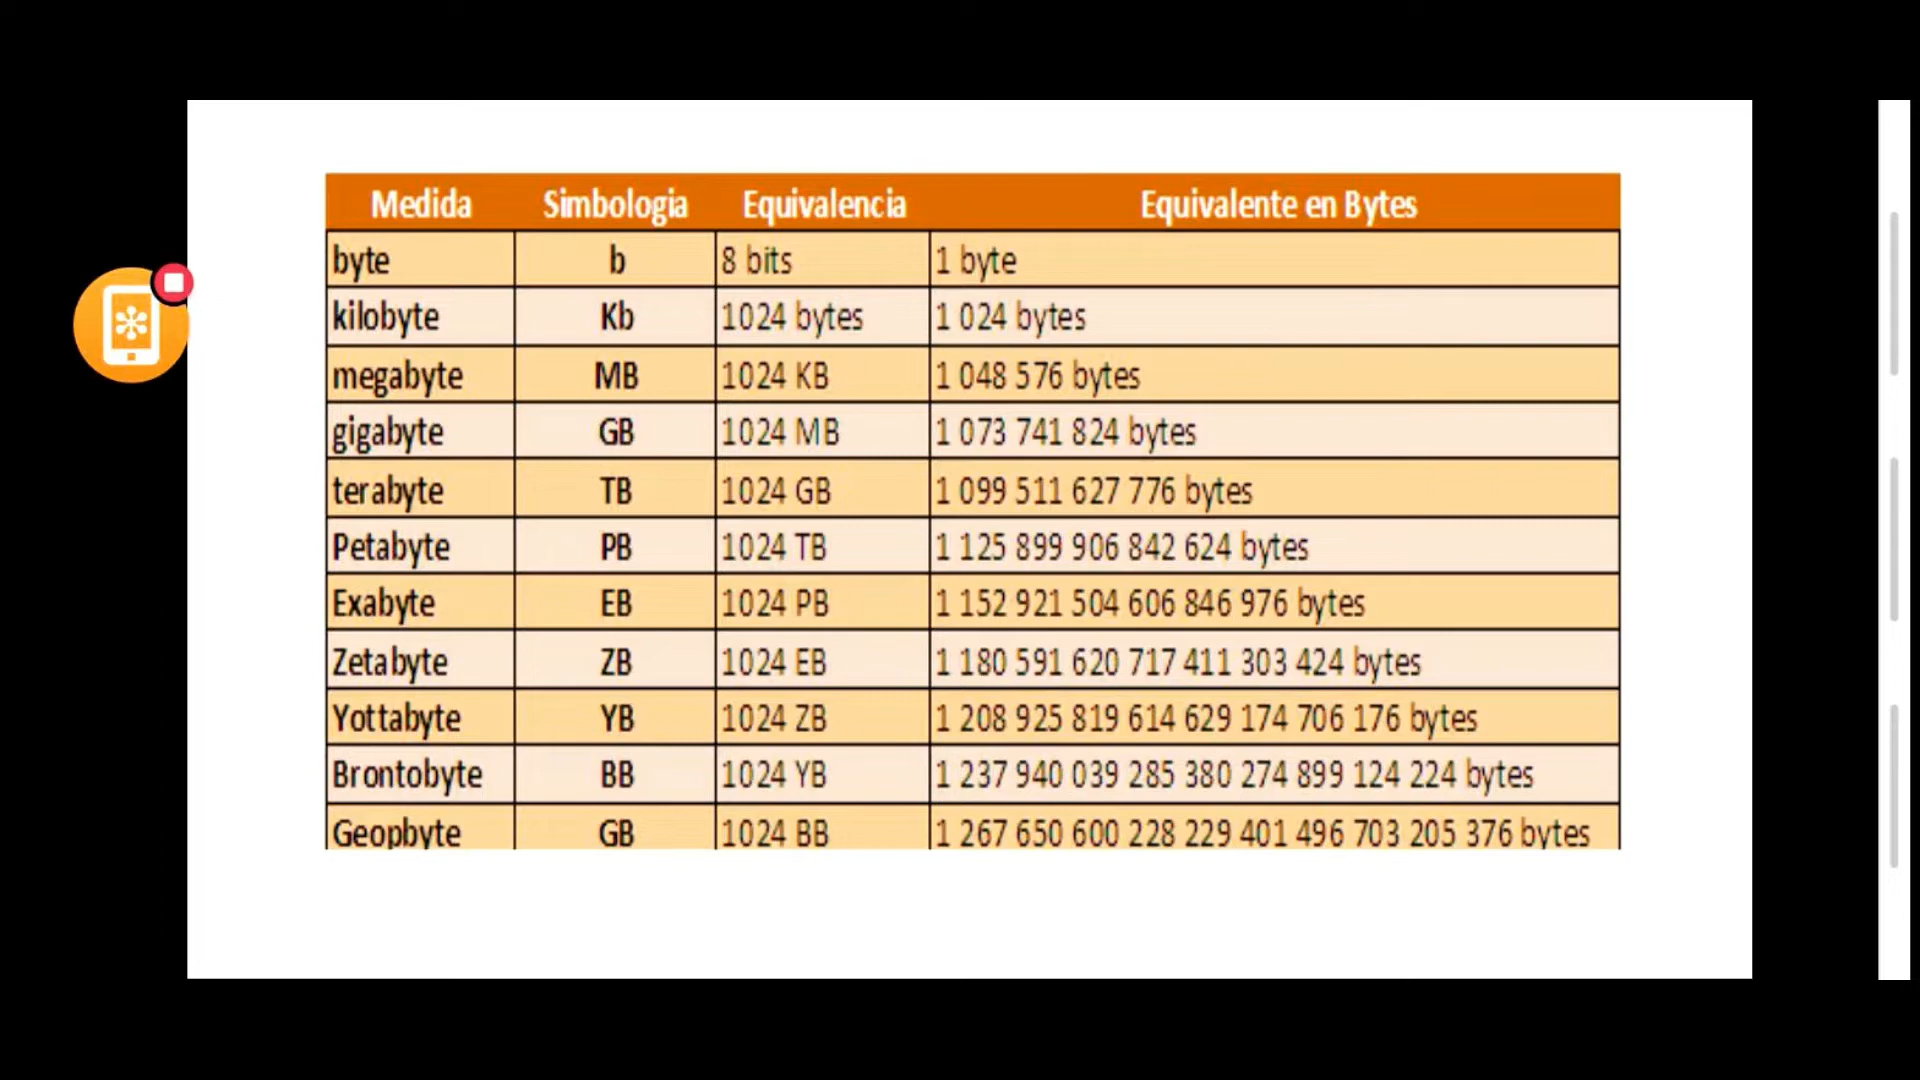 Medida Simbologia Equivalencia Equivalente en Bytes
byte b 8 bits 1 byte
kilobyte Kb 1024 bytes 1 024 bytes
megabyte MB 1024 KB 1 048 576 bytes
gigabyte GB 1024 MB 1 073 741 824 bytes
terabyte TB 1024 GB 1 099 511 627 776 bytes
Petabyte PB 1024 TB 1 125 899 906 842 624 bytes
Exabyte EB 1024 PB 1 152 921 504 606 846 976 bytes
Zetabyte ZB 1024 EB 1 180 591 620 717 411 303 424 bytes
Yottabyte YB 1024 ZB 1 208 925 819 614 629 174 706 176 bytes
Brontobyte BB 1024 YB 1 237 940 039 285 380 274 899 124 224 bytes
Geopbyte GB 1024 BB 1 267 650 600 228 229 401 496 703 205 376 bytes